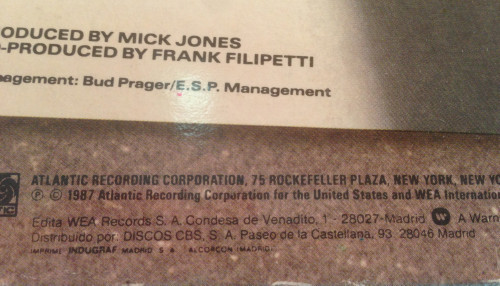 ODUCED BY MICK JONES
O-PRODUCED BY FRANK FILIPETTI
nagement: Bud Prager/E.S.P. Management
ATLANTIC RECORDING CORPORATION, 75 ROCKEFELLER PLAZA, NEW YORK, NEW YO
℗ © 1987 Atlantic Recording Corporation for the United States and WEA Internation
Edita WEA Records S. A. Condesa de Venadito, 1 - 28027-Madrid A Warn
Distribuido por. DISCOS CBS, S. A. Paseo de la Castellana, 93. 28046 Madrid
IMPRIME INDUGRAF MADRID S A ALCORCON (MADRID)